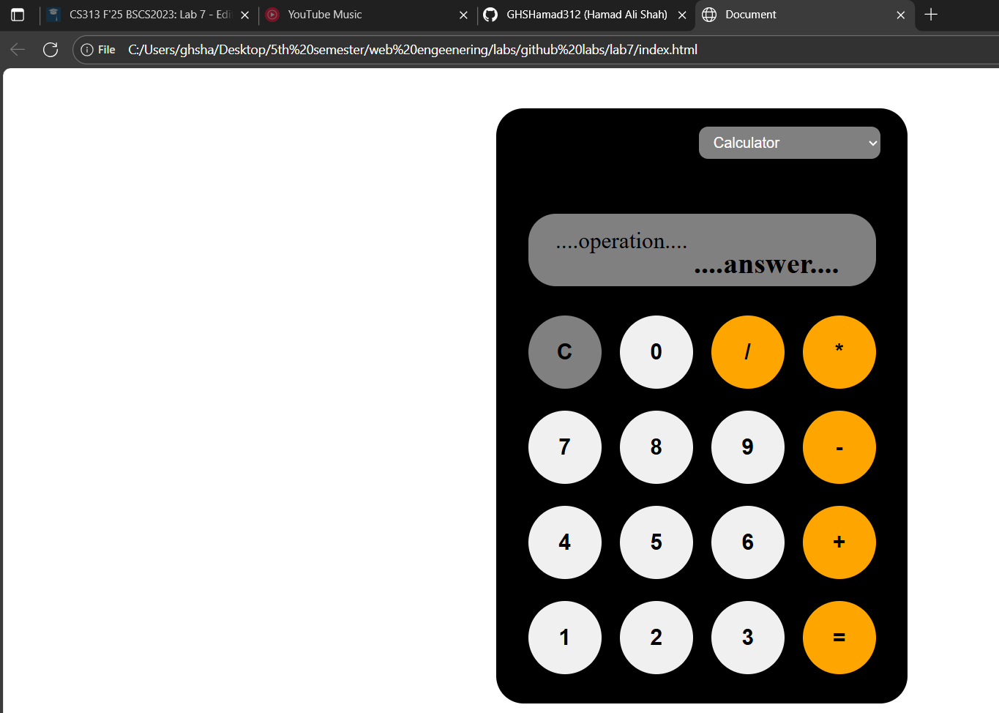 CS313 F'25 BSCS2023: Lab 7 - Edi
YouTube Music
GHSHamad312 (Hamad Ali Shah)
Document
File
C:/Users/ghsha/Desktop/5th%20semester/web%20engeenering/labs/github%20labs/lab7/index.html
Calculator
....operation....
....answer....
C 0 / *
7 8 9 -
4 5 6 +
1 2 3 =